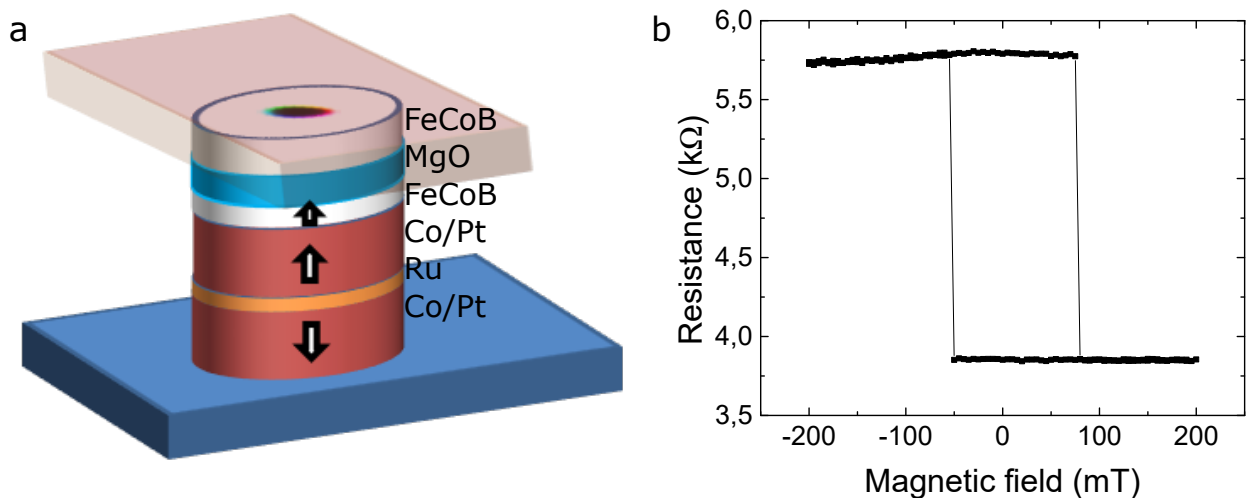 a
FeCoB
MgO
FeCoB
Co/Pt
Ru
Co/Pt
b
6,0
5,5
5,0
4,5
4,0
3,5
Resistance (kΩ)
-200 -100 0 100 200
Magnetic field (mT)